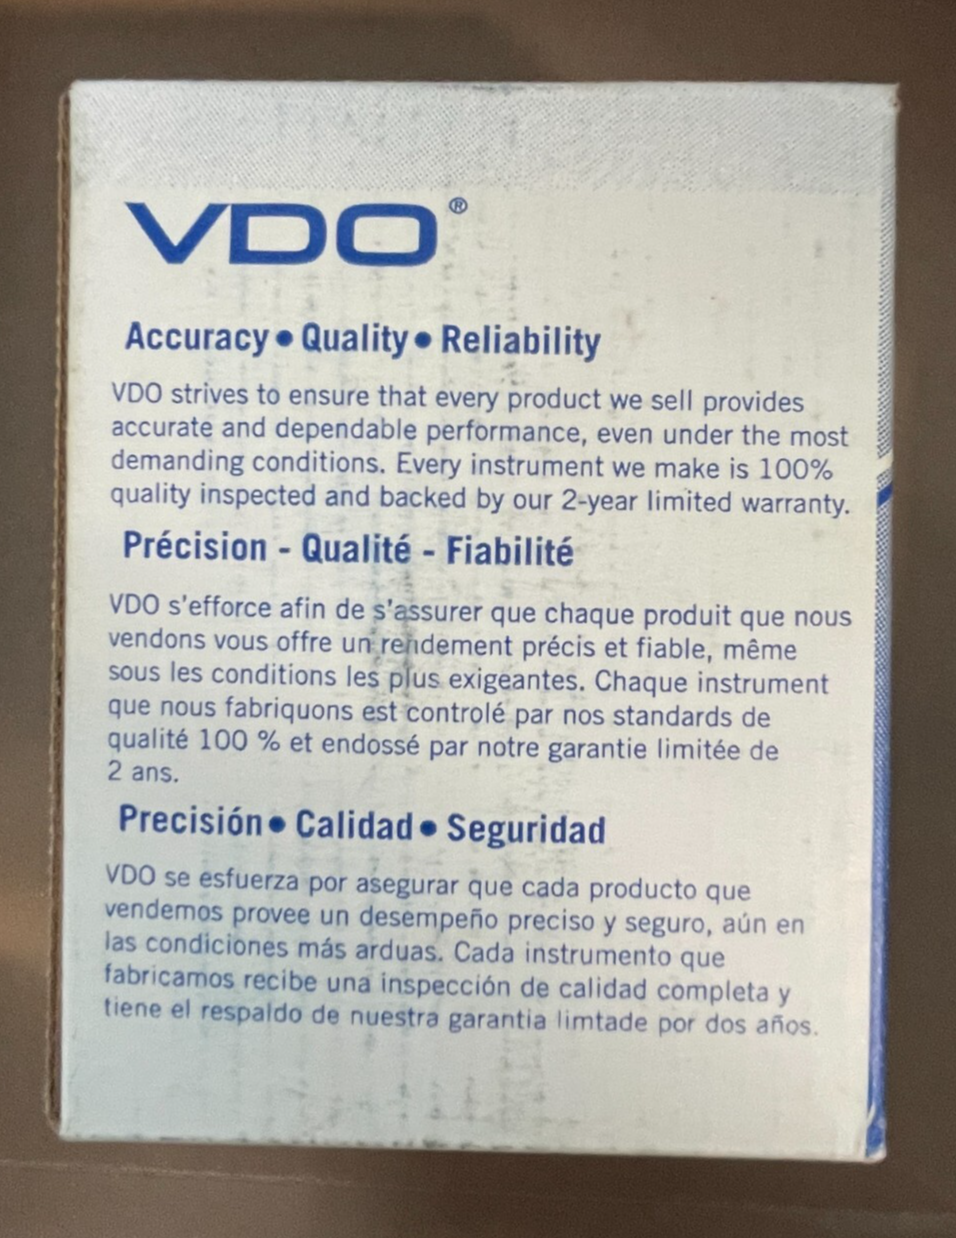 VDO®
Accuracy • Quality • Reliability
VDO strives to ensure that every product we sell provides
accurate and dependable performance, even under the most
demanding conditions. Every instrument we make is 100%
quality inspected and backed by our 2-year limited warranty.
Précision - Qualité - Fiabilité
VDO s'efforce afin de s'assurer que chaque produit que nous
vendons vous offre un rendement précis et fiable, même
sous les conditions les plus exigeantes. Chaque instrument
que nous fabriquons est controlé par nos standards de
qualité 100 % et endossé par notre garantie limitée de
2 ans.
Precisión • Calidad • Seguridad
VDO se esfuerza por asegurar que cada producto que
vendemos provee un desempeño preciso y seguro, aún en
las condiciones más arduas. Cada instrumento que
fabricamos recibe una inspección de calidad completa y
tiene el respaldo de nuestra garantia limtade por dos años.